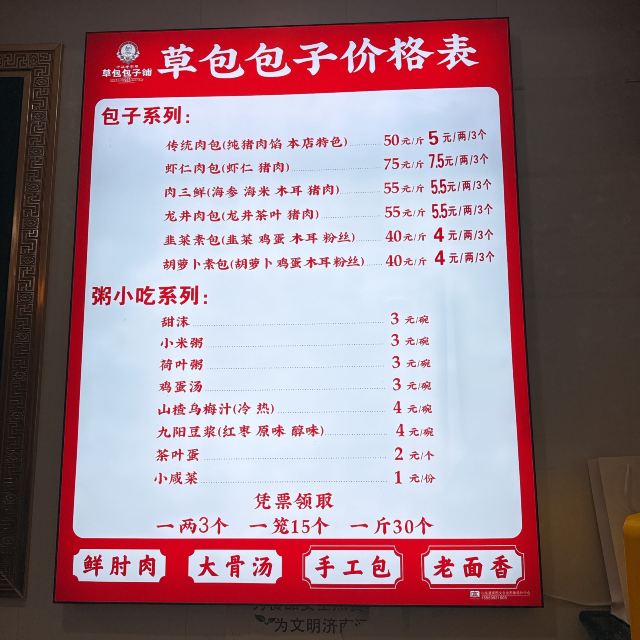 草包包子铺
草包包子价格表
包子系列:
传统肉包(纯猪肉馅 本店特色) 50元/斤 5元/两/3个
虾仁肉包(虾仁 猪肉) 75元/斤 7.5元/两/3个
肉三鲜(海参 海米 木耳 猪肉) 55元/斤 5.5元/两/3个
龙井肉包(龙井茶叶 猪肉) 55元/斤 5.5元/两/3个
韭菜素包(韭菜 鸡蛋 木耳 粉丝) 40元/斤 4元/两/3个
胡萝卜素包(胡萝卜 鸡蛋 木耳 粉丝) 40元/斤 4元/两/3个
粥小吃系列:
甜沫 3 元/碗
小米粥 3 元/碗
荷叶粥 3 元/碗
鸡蛋汤 3 元/碗
山楂乌梅汁(冷 热) 4 元/碗
九阳豆浆(红枣 原味 醇味) 4 元/碗
茶叶蛋 2 元/个
小咸菜 1 元/份
凭票领取
一两3个 一笼15个 一斤30个
鲜肘肉 大骨汤 手工包 老面香
为文明济